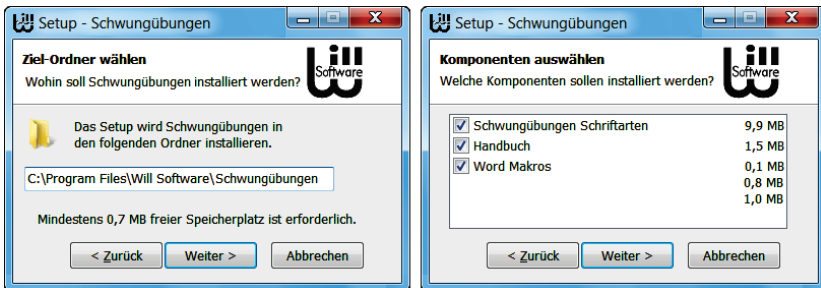 Setup - Schwungübungen
Ziel-Ordner wählen
Wohin soll Schwungübungen installiert werden?
Will
Software
Das Setup wird Schwungübungen in
den folgenden Ordner installieren.
C:\Program Files\Will Software\Schwungübungen
Mindestens 0,7 MB freier Speicherplatz ist erforderlich.
< Zurück
Weiter >
Abbrechen
Setup - Schwungübungen
Komponenten auswählen
Welche Komponenten sollen installiert werden?
Will
Software
Schwungübungen Schriftarten 9,9 MB
Handbuch 1,5 MB
Word Makros 0,1 MB
0,8 MB
1,0 MB
< Zurück
Weiter >
Abbrechen